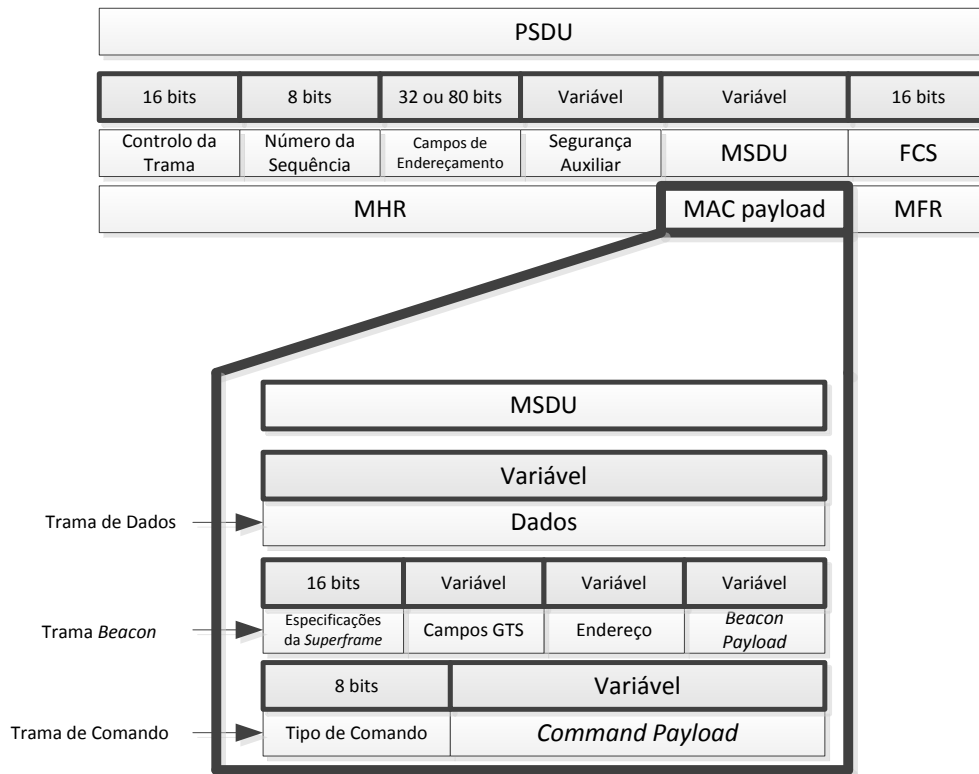 PSDU
16 bits
8 bits
32 ou 80 bits
Variável
Variável
16 bits
Controlo da
Trama
Número da
Sequência
Campos de
Endereçamento
Segurança
Auxiliar
MSDU
FCS
MHR
MAC payload
MFR
MSDU
Variável
Trama de Dados
Dados
16 bits
Variável
Variável
Variável
Trama Beacon
Especificações
da Superframe
Campos GTS
Endereço
Beacon
Payload
8 bits
Variável
Trama de Comando
Tipo de Comando
Command Payload